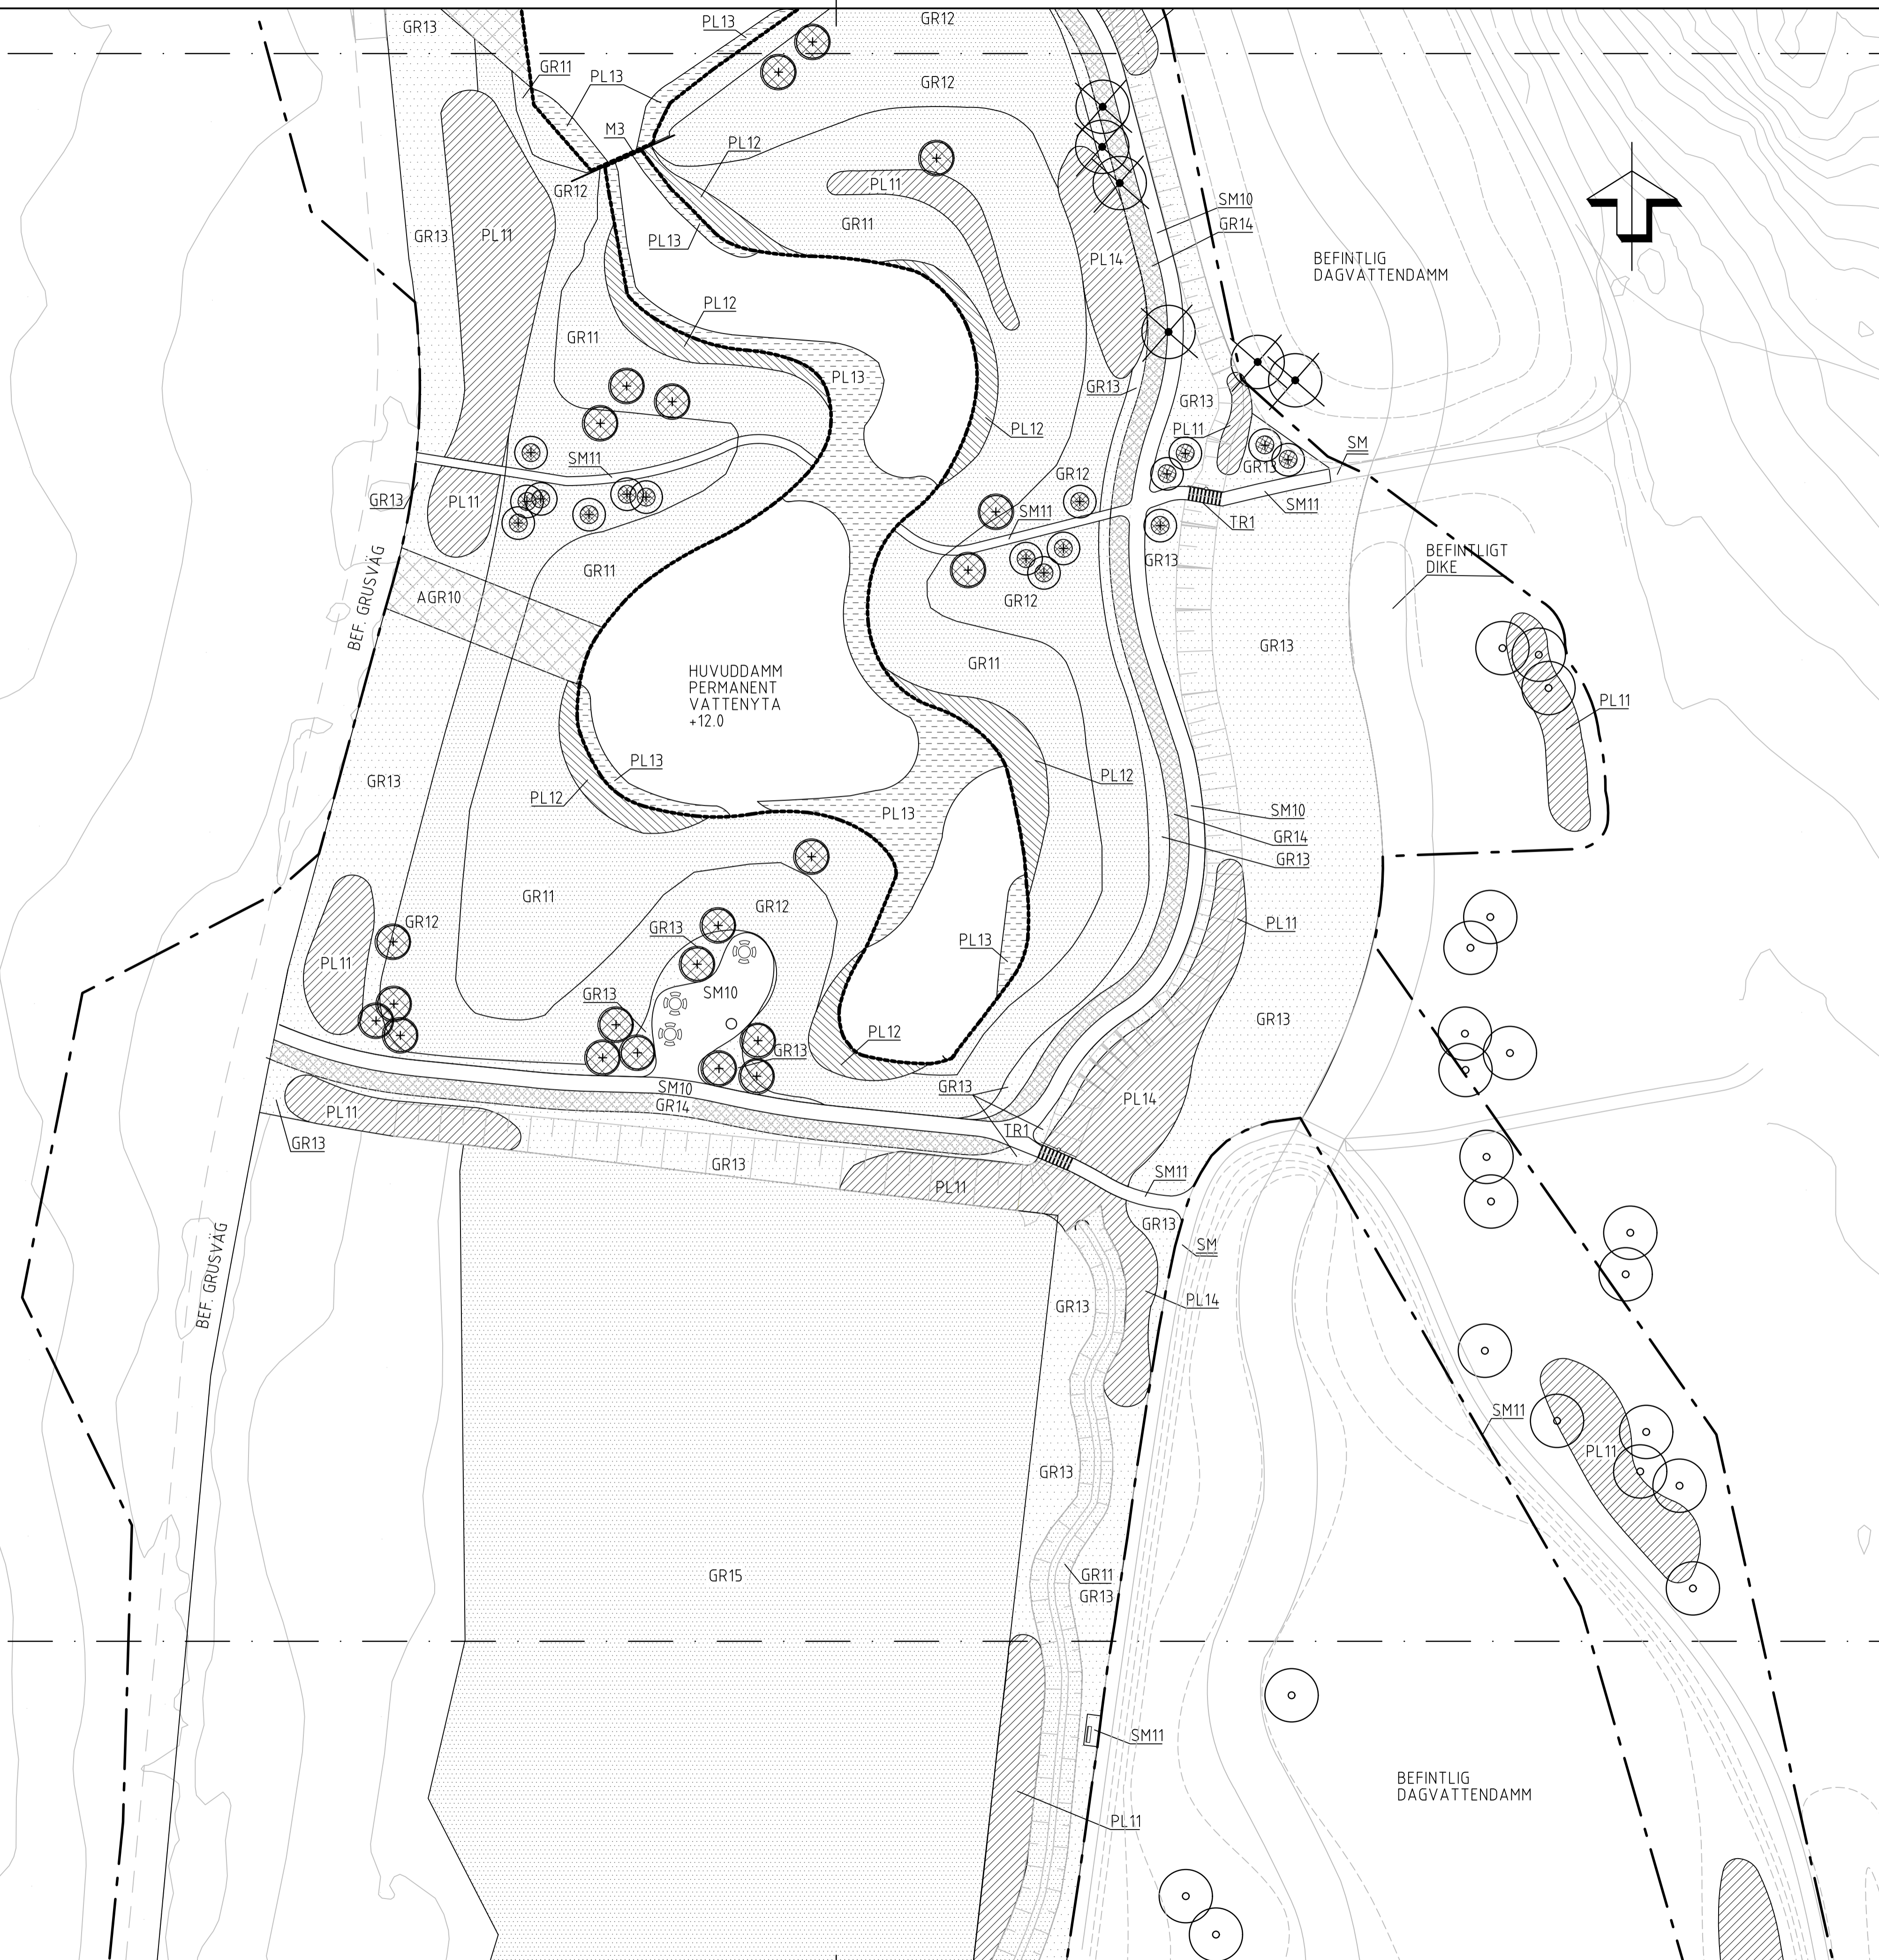 GR13
PL13
GR12
GR11
PL13
GR12
M3
PL12
GR12
PL11
GR13
PL11
PL13
GR11
SM10
GR14
PL14
BEFINTLIG
DAGVATTENDAMM
PL12
GR11
PL13
GR13
GR13
PL12
PL11
SM
SM11
GR13
GR12
GR13
PL11
SM11
SM11
TR1
GR11
GR13
BEFINTLIGT
DIKE
AGR10
GR12
BEF. GRUSVÄG
GR13
GR11
HUVUDDAMM
PERMANENT
VATTENYTA
+12.0
PL11
PL13
GR13
PL12
PL12
PL13
SM10
GR14
GR13
GR11
GR12
GR12
GR13
PL11
PL13
PL11
GR13
SM10
GR13
PL12
GR13
GR13
SM10
PL14
GR14
PL11
TR1
GR13
GR13
SM11
PL11
GR13
SM
BEF. GRUSVÄG
GR13
PL14
SM11
PL11
GR13
GR15
GR11
GR13
SM11
BEFINTLIG
DAGVATTENDAMM
PL11